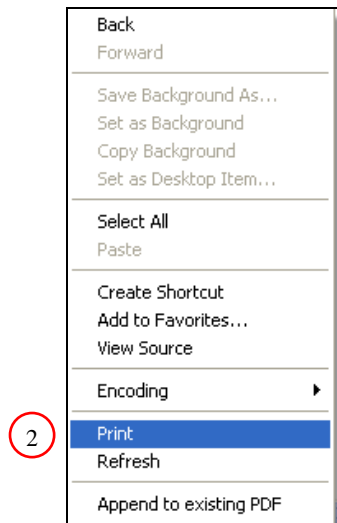 Back
Forward
Save Background As...
Set as Background
Copy Background
Set as Desktop Item...
Select All
Paste
Create Shortcut
Add to Favorites...
View Source
Encoding
2 Print
Refresh
Append to existing PDF